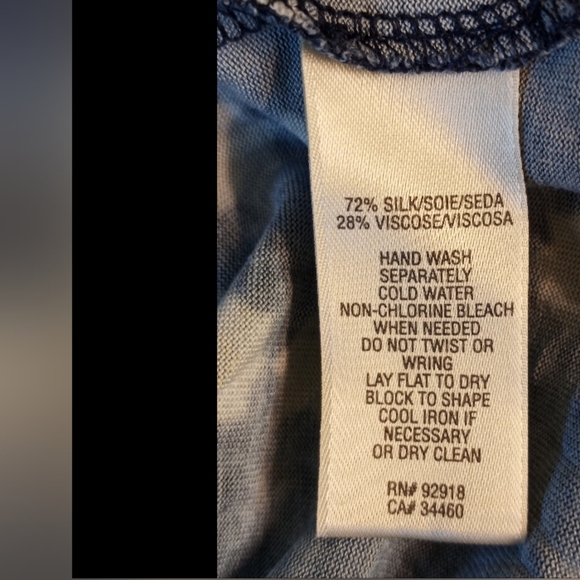 72% SILK/SOIE/SEDA
28% VISCOSE/VISCOSA
HAND WASH
SEPARATELY
COLD WATER
NON-CHLORINE BLEACH
WHEN NEEDED
DO NOT TWIST OR
WRING
LAY FLAT TO DRY
BLOCK TO SHAPE
COOL IRON IF
NECESSARY
OR DRY CLEAN
RN# 92918
CA# 34460